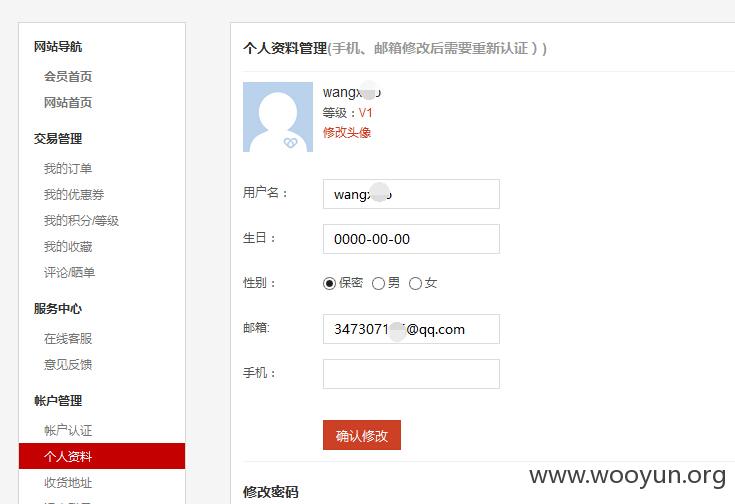 网站导航
会员首页
网站首页
交易管理
我的订单
我的优惠券
我的积分/等级
我的收藏
评论/晒单
服务中心
在线客服
意见反馈
帐户管理
帐户认证
个人资料
收货地址
个人资料管理(手机、邮箱修改后需要重新认证))
等级：V1
修改头像
用户名：
生日： 0000-00-00
性别： 保密 男 女
邮箱: @qq.com
手机：
确认修改
修改密码
www.wooyun.org